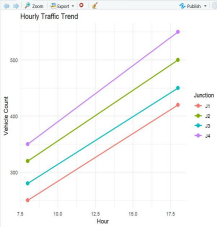 Zoom Export Publish
Hourly Traffic Trend
Vehicle Count
500
400
300
7.5 10.0 12.5 15.0 17.5
Hour
Junction
J1
J2
J3
J4